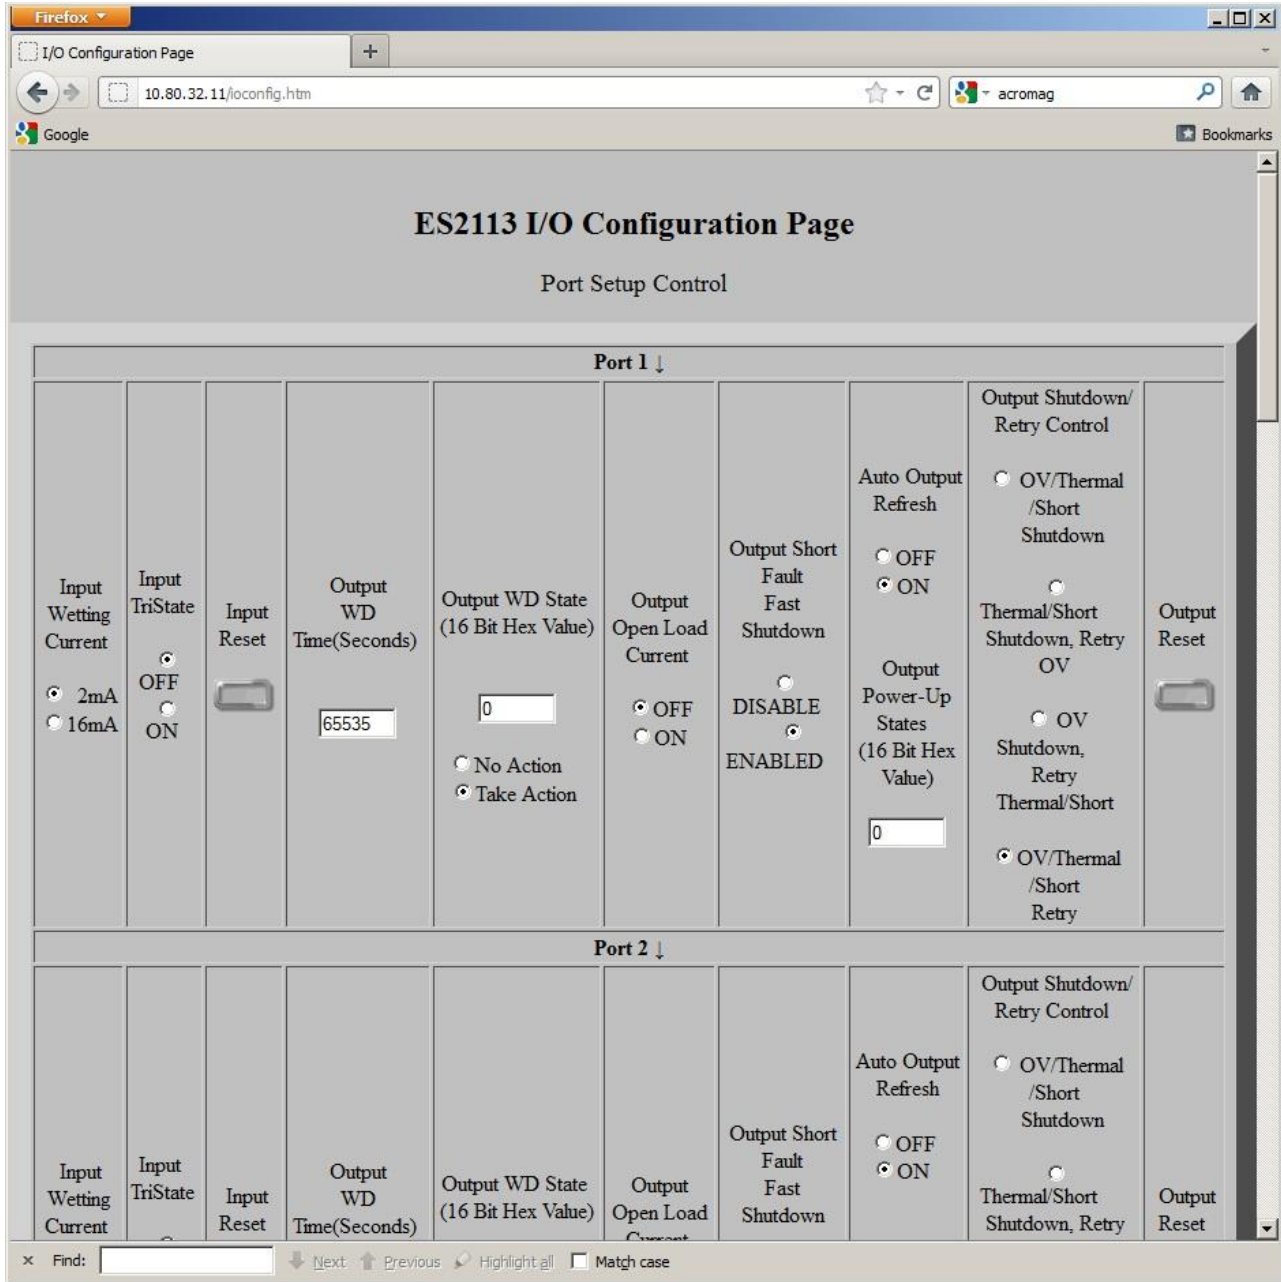 Firefox
I/O Configuration Page
10.80.32.11/ioconfig.htm
acromag
Google
Bookmarks
ES2113 I/O Configuration Page
Port Setup Control
Port 1 ↓
Input
Wetting
Current
2mA
16mA
Input
TriState
OFF
ON
Input
Reset
Output
WD
Time(Seconds)
65535
Output WD State
(16 Bit Hex Value)
0
No Action
Take Action
Output
Open Load
Current
OFF
ON
Output Short
Fault
Fast
Shutdown
DISABLE
ENABLED
Auto Output
Refresh
OFF
ON
Output
Power-Up
States
(16 Bit Hex
Value)
0
Output Shutdown/
Retry Control
OV/Thermal
/Short
Shutdown
Thermal/Short
Shutdown, Retry
OV
OV
Shutdown,
Retry
Thermal/Short
OV/Thermal
/Short
Retry
Output
Reset
Port 2 ↓
Input
Wetting
Current
Input
TriState
Input
Reset
Output
WD
Time(Seconds)
Output WD State
(16 Bit Hex Value)
Output
Open Load
Current
Output Short
Fault
Fast
Shutdown
Auto Output
Refresh
OFF
ON
Output Shutdown/
Retry Control
OV/Thermal
/Short
Shutdown
Thermal/Short
Shutdown, Retry
Output
Reset
× Find:
Next
Previous
Highlight all
Match case